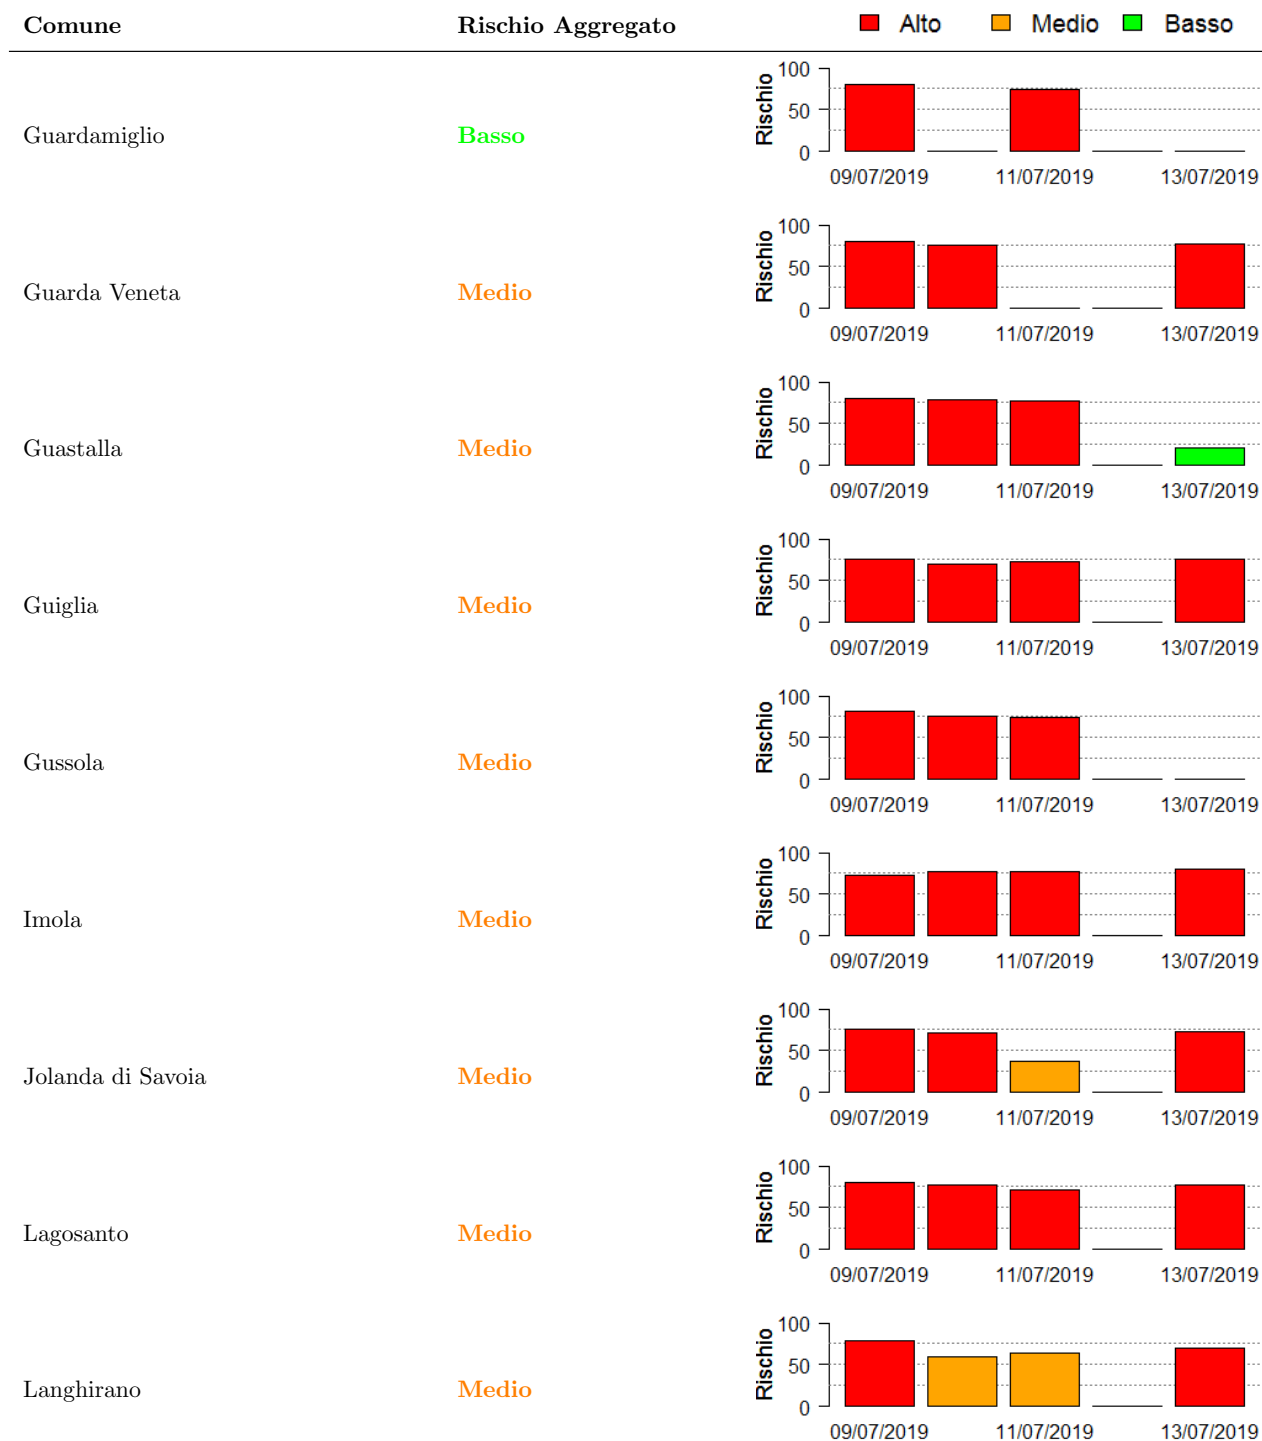 Comune Rischio Aggregato Alto Medio Basso
100
50
0
Rischio
Guardamiglio Basso
09/07/2019 11/07/2019 13/07/2019
100
50
0
Rischio
Guarda Veneta Medio
09/07/2019 11/07/2019 13/07/2019
100
50
0
Rischio
Guastalla Medio
09/07/2019 11/07/2019 13/07/2019
100
50
0
Rischio
Guiglia Medio
09/07/2019 11/07/2019 13/07/2019
100
50
0
Rischio
Gussola Medio
09/07/2019 11/07/2019 13/07/2019
100
50
0
Rischio
Imola Medio
09/07/2019 11/07/2019 13/07/2019
100
50
0
Rischio
Jolanda di Savoia Medio
09/07/2019 11/07/2019 13/07/2019
100
50
0
Rischio
Lagosanto Medio
09/07/2019 11/07/2019 13/07/2019
100
50
0
Rischio
Langhirano Medio
09/07/2019 11/07/2019 13/07/2019